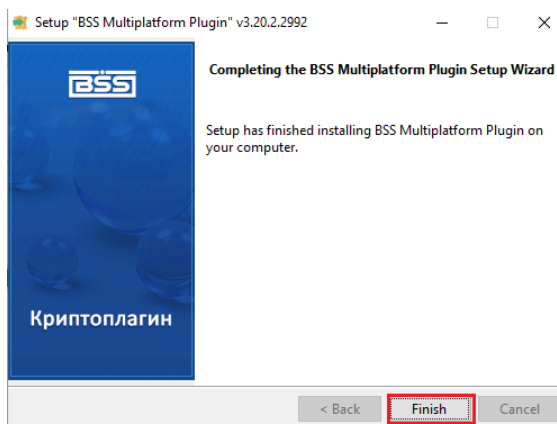 Setup "BSS Multiplatform Plugin" v3.20.2.2992
BSS
Completing the BSS Multiplatform Plugin Setup Wizard
Setup has finished installing BSS Multiplatform Plugin on
your computer.
Криптоплагин
< Back
Finish
Cancel